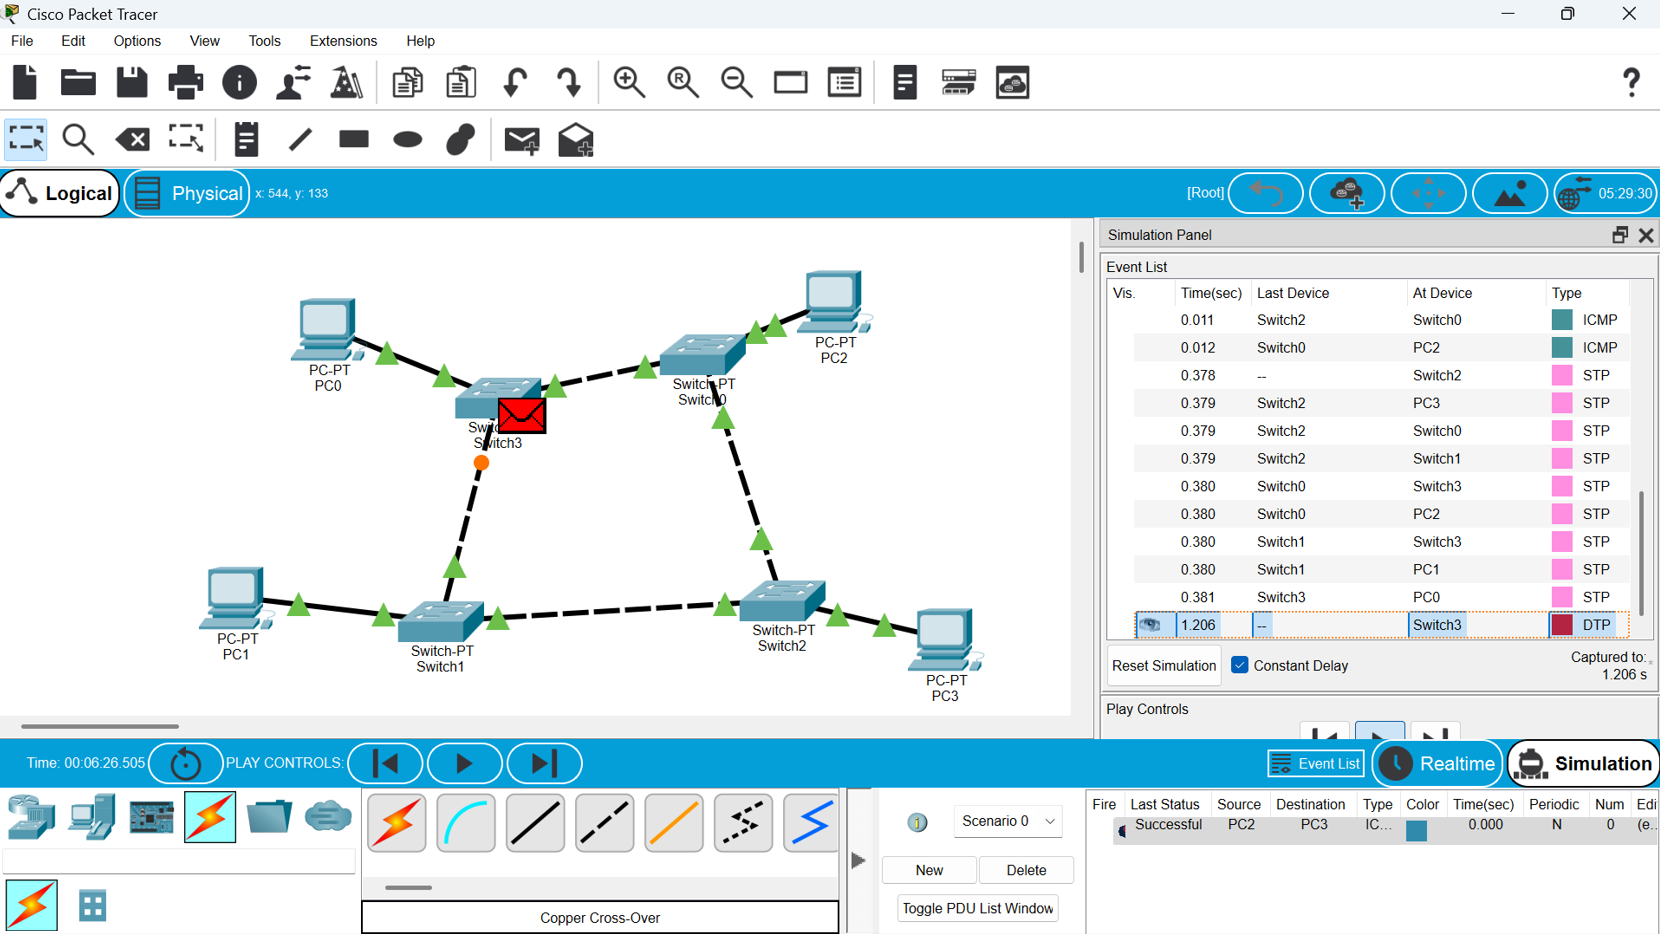 Cisco Packet Tracer
File Edit Options View Tools Extensions Help
Logical Physical x: 544, y: 133 [Root] 05:29:30
PC-PT
PC0
PC-PT
PC2
Switch-PT
Switch0
Switch3
PC-PT
PC1
Switch-PT
Switch1
Switch-PT
Switch2
PC-PT
PC3
Simulation Panel
Event List
Vis. Time(sec) Last Device At Device Type
0.011 Switch2 Switch0 ICMP
0.012 Switch0 PC2 ICMP
0.378 -- Switch2 STP
0.379 Switch2 PC3 STP
0.379 Switch2 Switch0 STP
0.379 Switch2 Switch1 STP
0.380 Switch0 Switch3 STP
0.380 Switch0 PC2 STP
0.380 Switch1 Switch3 STP
0.380 Switch1 PC1 STP
0.381 Switch3 PC0 STP
1.206 -- Switch3 DTP
Reset Simulation Constant Delay Captured to:
1.206 s
Play Controls
Time: 00:06:26.505 PLAY CONTROLS: Event List Realtime Simulation
Scenario 0
New Delete
Toggle PDU List Window
Copper Cross-Over
Fire Last Status Source Destination Type Color Time(sec) Periodic Num Edi
Successful PC2 PC3 IC... 0.000 N 0 (e...